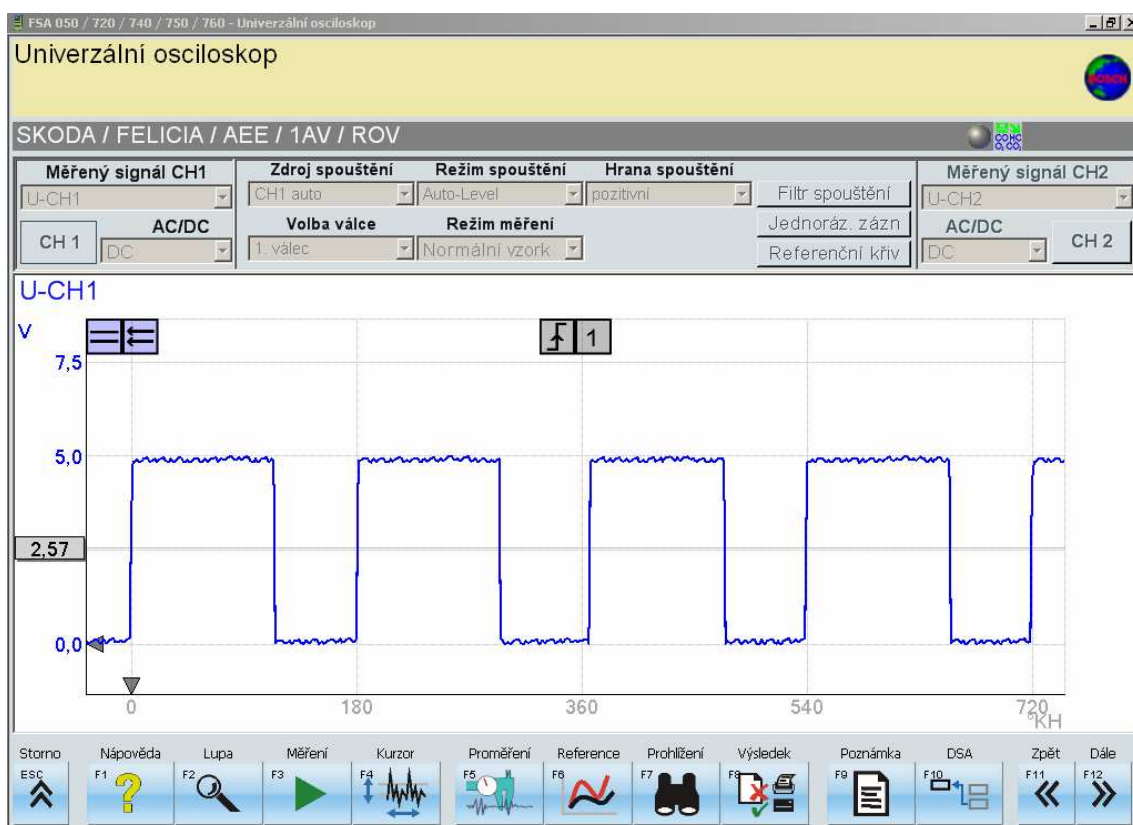 FSA 050 / 720 / 740 / 750 / 760 - Univerzální osciloskop
Univerzální osciloskop
BOSCH
SKODA / FELICIA / AEE / 1AV / ROV
COHC
O₂CO₂
Měřený signál CH1
Zdroj spouštění
Režim spouštění
Hrana spouštění
Měřený signál CH2
U-CH1
CH1 auto
Auto-Level
pozitivní
Filtr spouštění
U-CH2
AC/DC
Volba válce
Režim měření
Jednoráz. zázn
AC/DC
CH 1
DC
1. válec
Normální vzork
Referenční křiv
DC
CH 2
U-CH1
V
1
7,5
5,0
2,57
0,0
0 180 360 540 720
°KH
Storno Nápověda Lupa Měření Kurzor Proměření Reference Prohlížení Výsledek Poznámka DSA Zpět Dále
ESC F1 F2 F3 F4 F5 F6 F7 F8 F9 F10 F11 F12